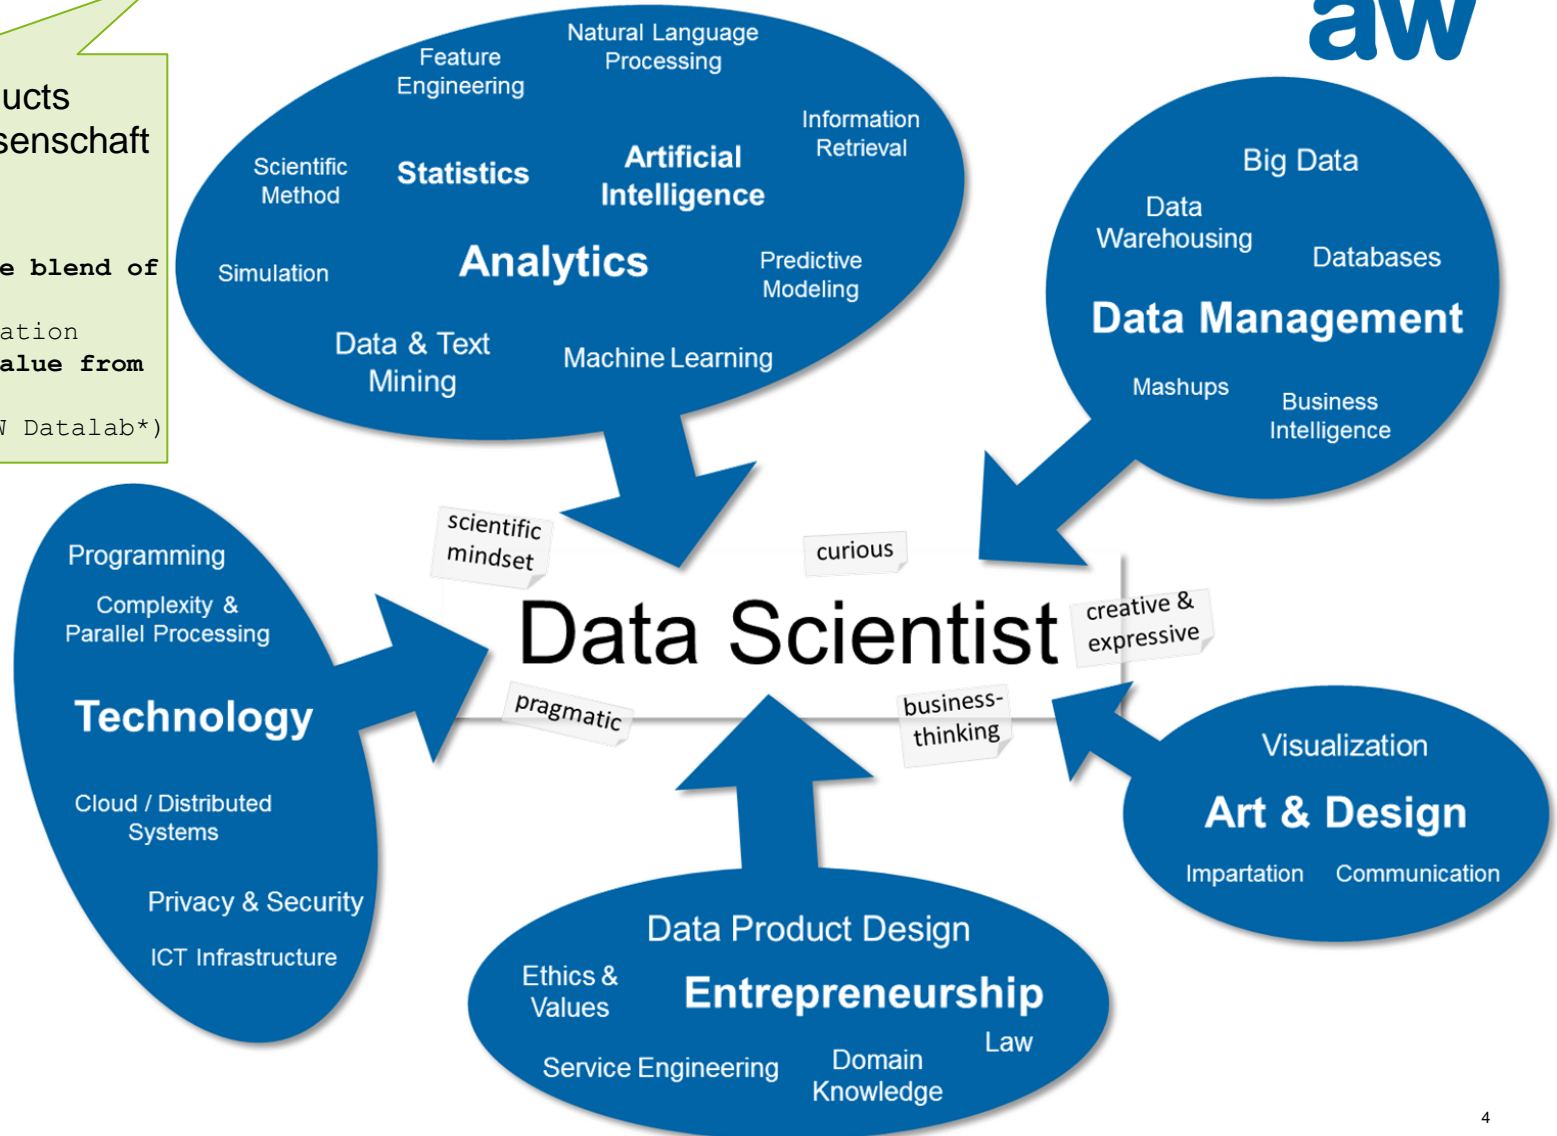 aw
ucts
senschaft
e blend of
ation
alue from
W Datalab*)
Natural Language
Processing
Feature
Engineering
Information
Retrieval
Scientific
Method
Statistics
Artificial
Intelligence
Analytics
Simulation
Predictive
Modeling
Data & Text
Mining
Machine Learning
Big Data
Data
Warehousing
Databases
Data Management
Mashups
Business
Intelligence
scientific
mindset
curious
Data Scientist
creative &
expressive
pragmatic
business-
thinking
Programming
Complexity &
Parallel Processing
Technology
Cloud / Distributed
Systems
Privacy & Security
ICT Infrastructure
Visualization
Art & Design
Impartation Communication
Data Product Design
Ethics &
Values
Entrepreneurship
Law
Service Engineering
Domain
Knowledge
4